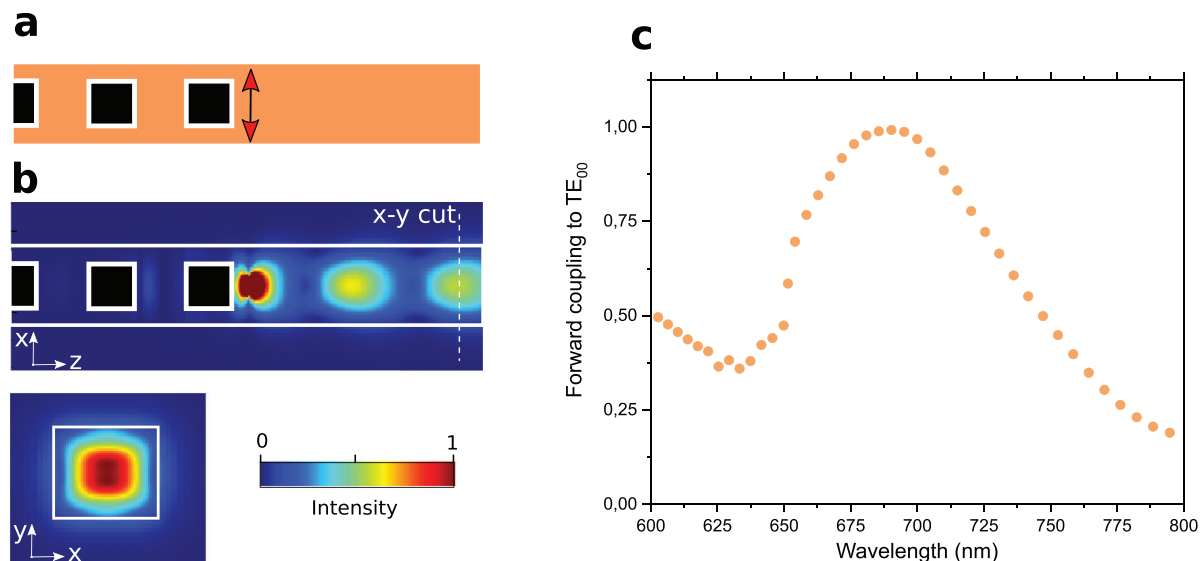 a
b
x-y cut
x
z
y
x
0
1
Intensity
c
Forward coupling to TE00
1,00
0,75
0,50
0,25
0,00
600
625
650
675
700
725
750
775
800
Wavelength (nm)